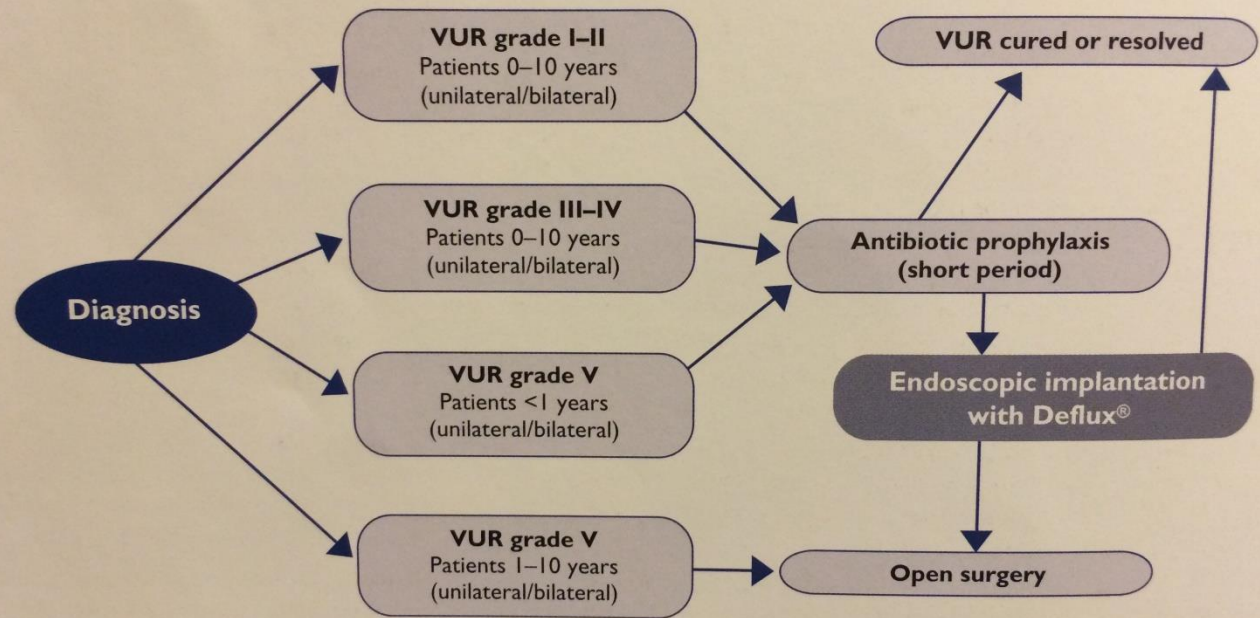 Diagnosis
VUR grade I–II
Patients 0–10 years
(unilateral/bilateral)
VUR grade III–IV
Patients 0–10 years
(unilateral/bilateral)
VUR grade V
Patients <1 years
(unilateral/bilateral)
VUR grade V
Patients 1–10 years
(unilateral/bilateral)
VUR cured or resolved
Antibiotic prophylaxis
(short period)
Endoscopic implantation
with Deflux®
Open surgery